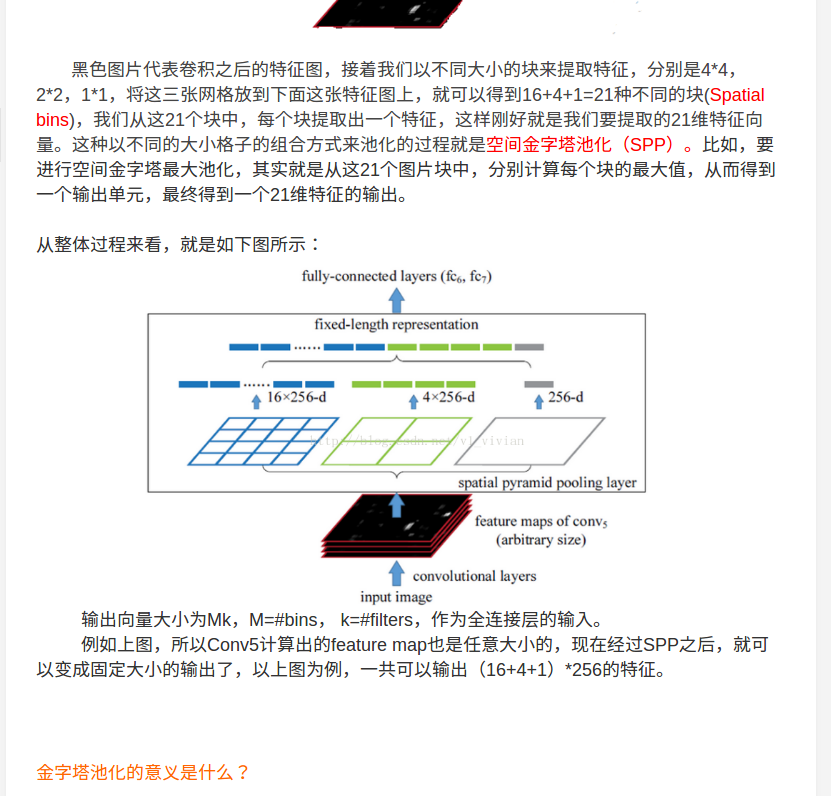 黑色图片代表卷积之后的特征图，接着我们以不同大小的块来提取特征，分别是4*4，
2*2，1*1，将这三张网格放到下面这张特征图上，就可以得到16+4+1=21种不同的块(Spatial
bins)，我们从这21个块中，每个块提取出一个特征，这样刚好就是我们要提取的21维特征向
量。这种以不同的大小格子的组合方式来池化的过程就是空间金字塔池化（SPP）。比如，要
进行空间金字塔最大池化，其实就是从这21个图片块中，分别计算每个块的最大值，从而得到
一个输出单元，最终得到一个21维特征的输出。
从整体过程来看，就是如下图所示：
fully-connected layers (fc₆, fc₇)
fixed-length representation
16×256-d
4×256-d
256-d
spatial pyramid pooling layer
feature maps of conv₅
(arbitrary size)
convolutional layers
input image
输出向量大小为Mk，M=#bins， k=#filters，作为全连接层的输入。
例如上图，所以Conv5计算出的feature map也是任意大小的，现在经过SPP之后，就可
以变成固定大小的输出了，以上图为例，一共可以输出（16+4+1）*256的特征。
金字塔池化的意义是什么？